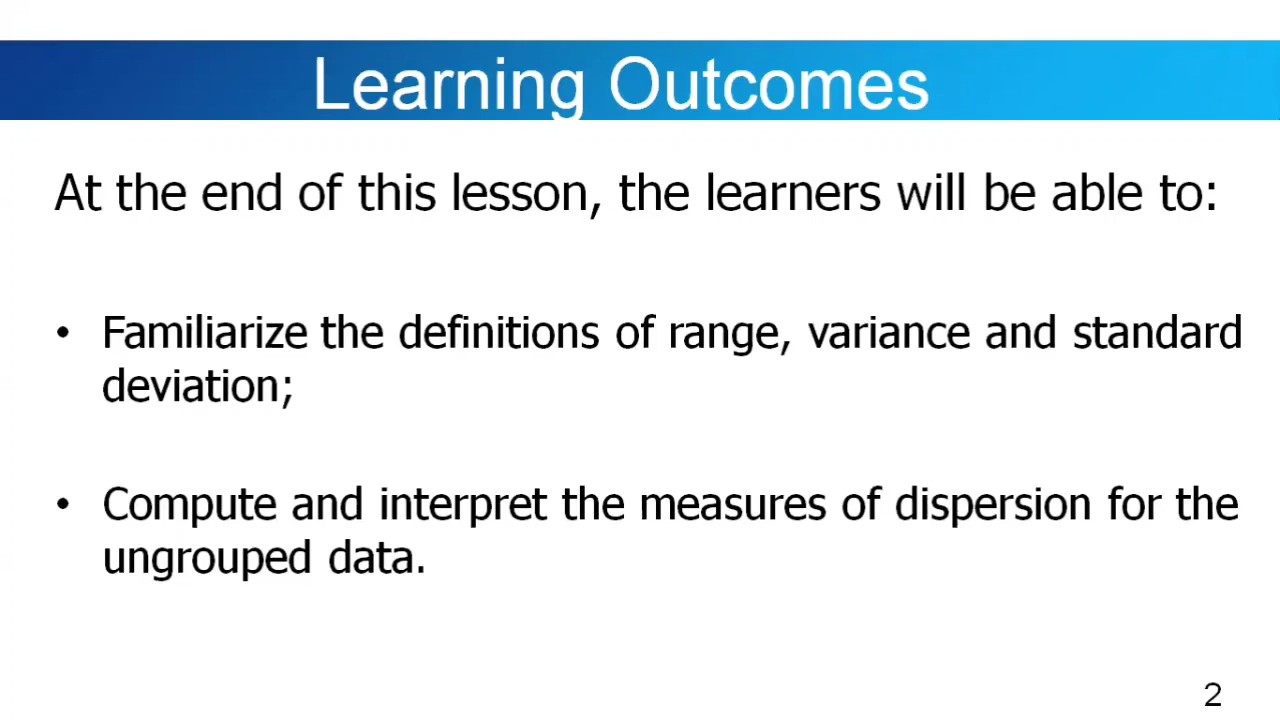 Learning Outcomes
At the end of this lesson, the learners will be able to:
• Familiarize the definitions of range, variance and standard
deviation;
• Compute and interpret the measures of dispersion for the
ungrouped data.
2